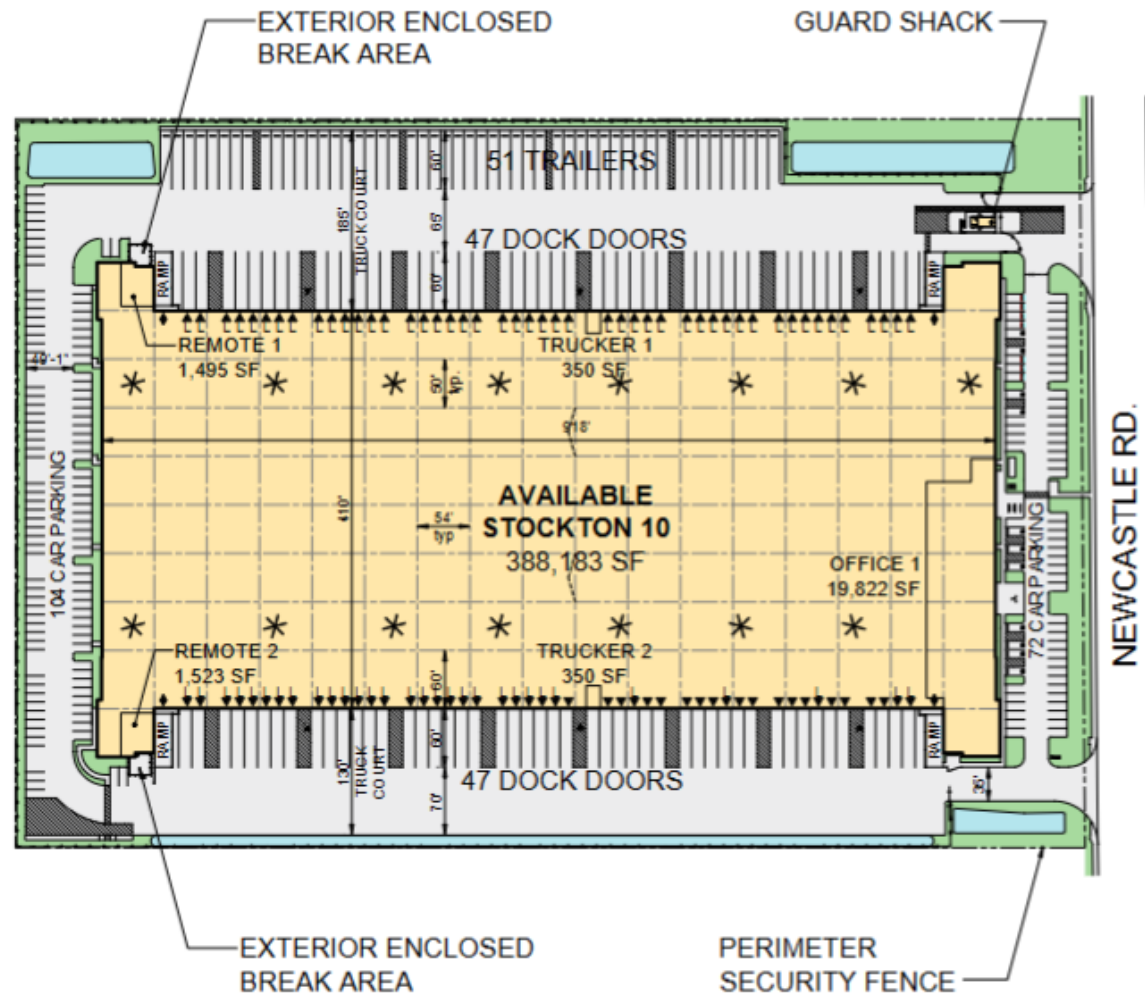 EXTERIOR ENCLOSED
BREAK AREA
GUARD SHACK
51 TRAILERS
60'
185'
TRUCK COURT
65'
47 DOCK DOORS
60'
RAMP
RAMP
REMOTE 1
1,495 SF
TRUCKER 1
350 SF
49'-1"
50'
typ.
918'
AVAILABLE
STOCKTON 10
388,183 SF
54'
typ
410'
OFFICE 1
19,822 SF
104 CAR PARKING
72 CAR PARKING
NEWCASTLE RD.
REMOTE 2
1,523 SF
TRUCKER 2
350 SF
60'
RAMP
RAMP
60'
130'
TRUCK
COURT
47 DOCK DOORS
70'
36'
EXTERIOR ENCLOSED
BREAK AREA
PERIMETER
SECURITY FENCE